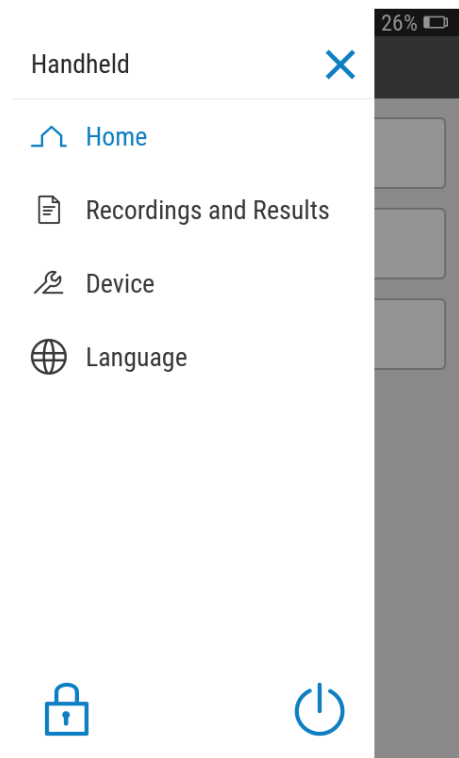 26%
Handheld
Home
Recordings and Results
Device
Language